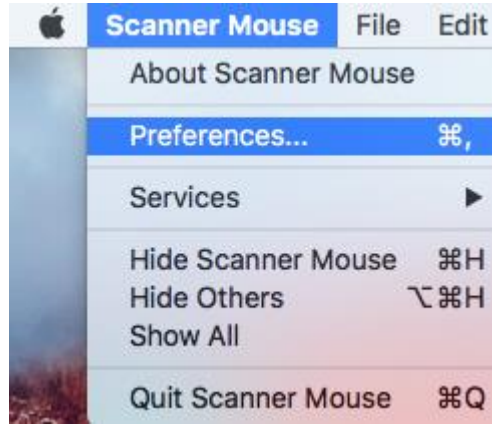 Scanner Mouse File Edit
About Scanner Mouse
Preferences... ⌘,
Services ▶
Hide Scanner Mouse ⌘H
Hide Others ⌥⌘H
Show All
Quit Scanner Mouse ⌘Q